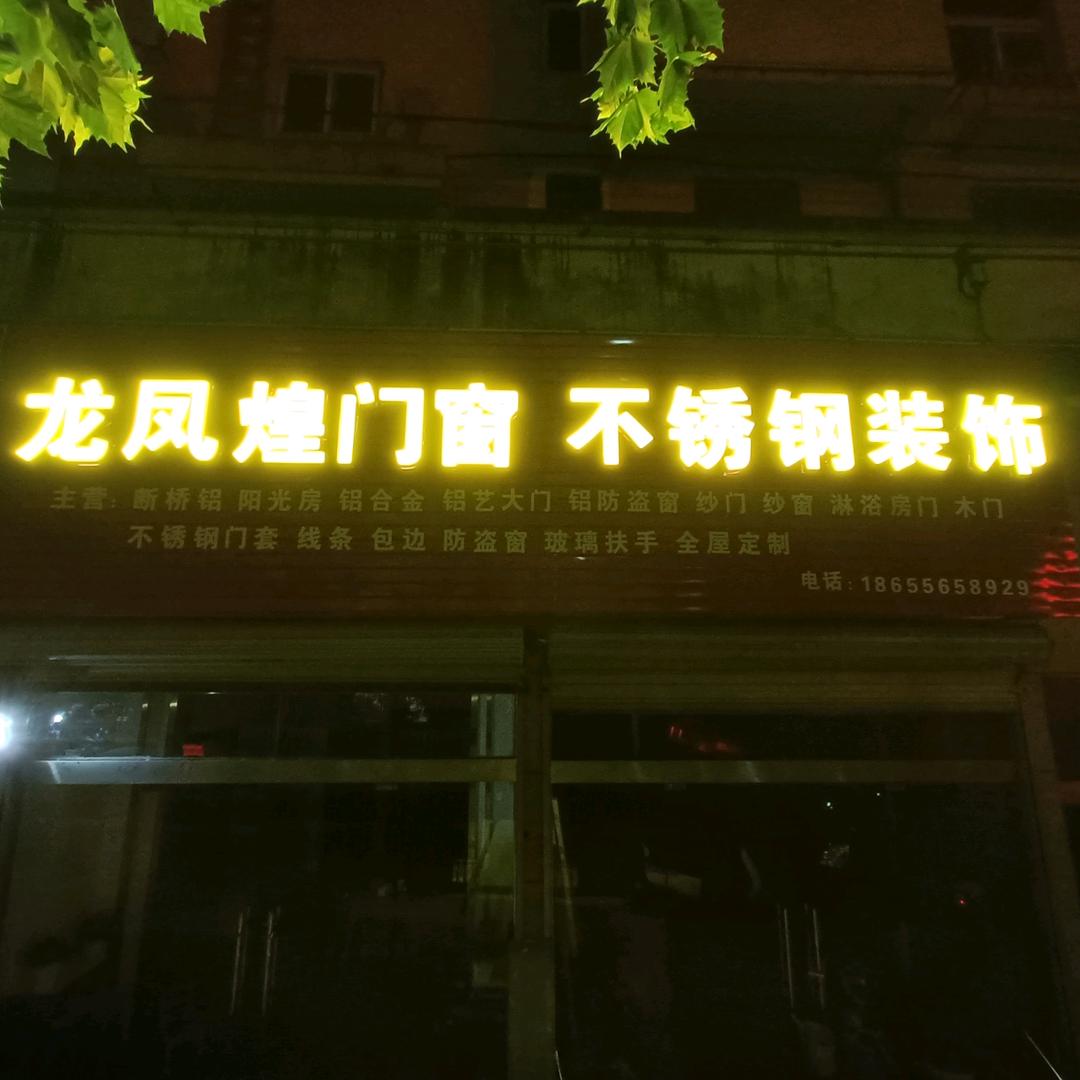 龙凤煌门窗 不锈钢装饰
主营: 断桥铝 阳光房 铝合金 铝艺大门 铝防盗窗 纱门 纱窗 淋浴房门 木门
不锈钢门套 线条 包边 防盗窗 玻璃扶手 全屋定制
电话: 18655658929